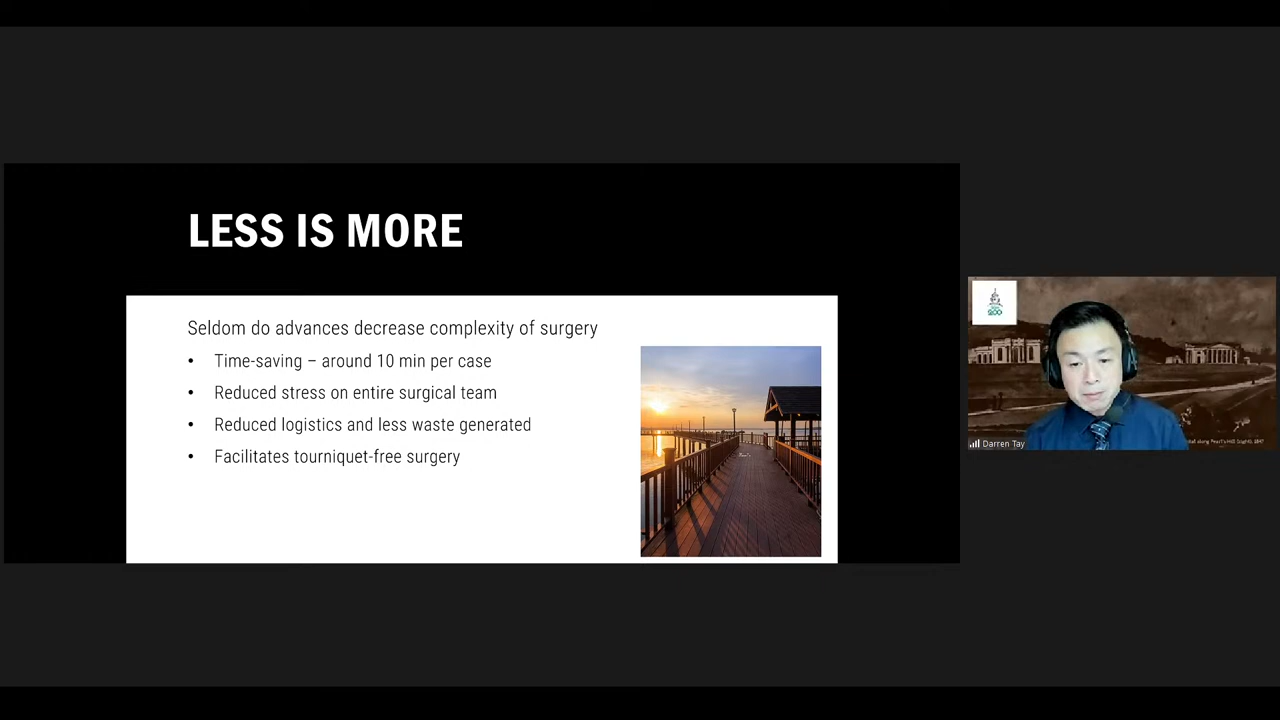 LESS IS MORE
Seldom do advances decrease complexity of surgery
• Time-saving – around 10 min per case
• Reduced stress on entire surgical team
• Reduced logistics and less waste generated
• Facilitates tourniquet-free surgery
200
Darren Tay